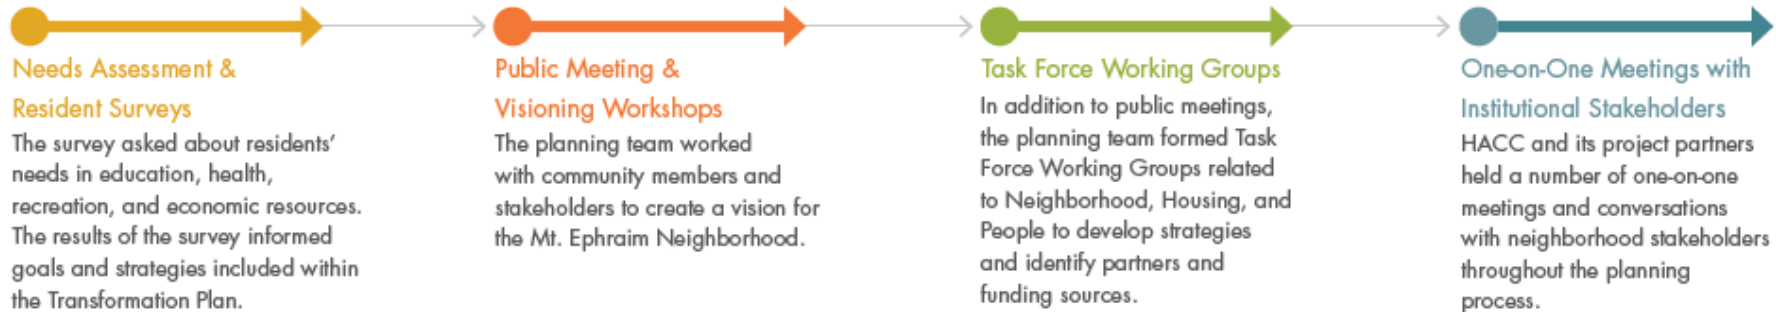 Needs Assessment &
Resident Surveys
The survey asked about residents’
needs in education, health,
recreation, and economic resources.
The results of the survey informed
goals and strategies included within
the Transformation Plan.
Public Meeting &
Visioning Workshops
The planning team worked
with community members and
stakeholders to create a vision for
the Mt. Ephraim Neighborhood.
Task Force Working Groups
In addition to public meetings,
the planning team formed Task
Force Working Groups related
to Neighborhood, Housing, and
People to develop strategies
and identify partners and
funding sources.
One-on-One Meetings with
Institutional Stakeholders
HACC and its project partners
held a number of one-on-one
meetings and conversations
with neighborhood stakeholders
throughout the planning
process.